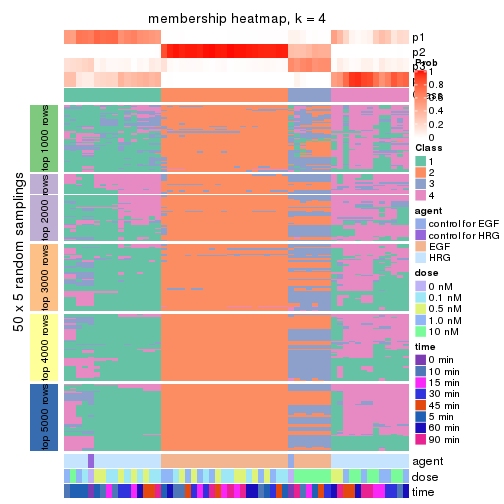 membership heatmap, k = 4
p1
p2
p3
Prob
1
0.8
0.6
0.4
0.2
0
Class
1
2
3
4
agent
control for EGF
control for HRG
EGF
HRG
dose
0 nM
0.1 nM
0.5 nM
1.0 nM
10 nM
time
0 min
10 min
15 min
30 min
45 min
5 min
60 min
90 min
50 x 5 random samplings
top 1000 rows
top 2000 rows
top 3000 rows
top 4000 rows
top 5000 rows
agent
dose
time